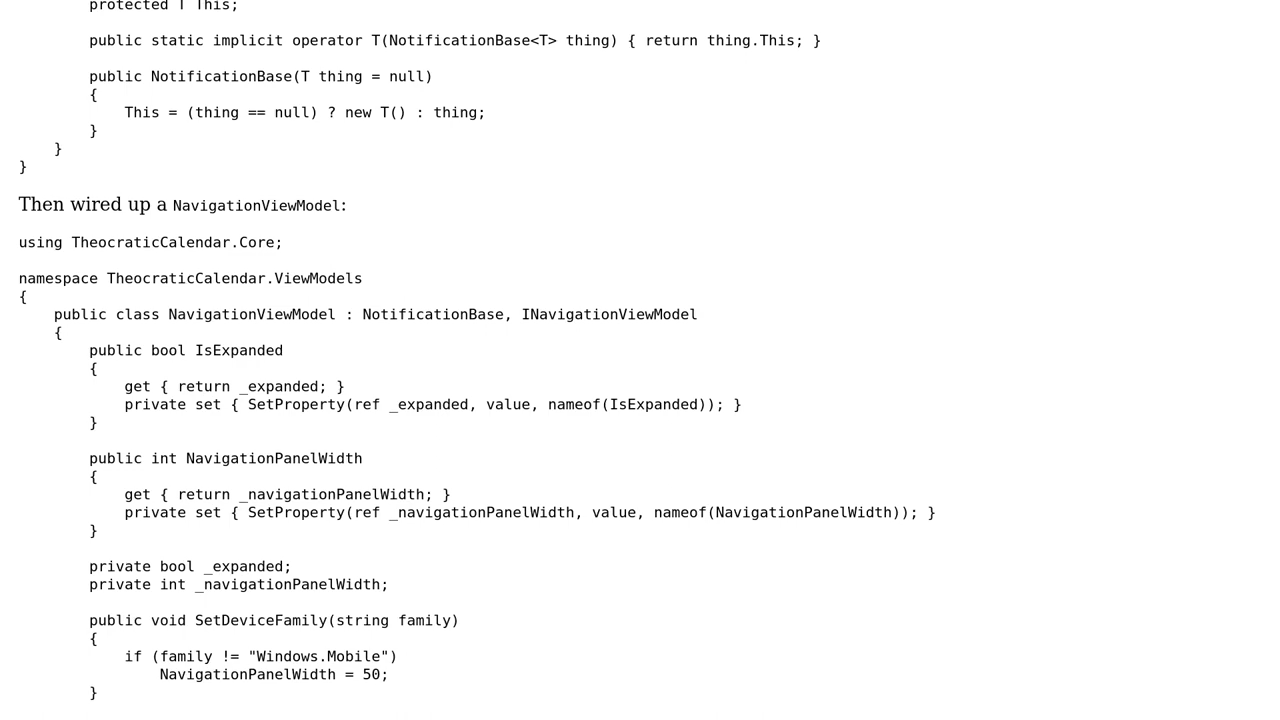 protected T This;
public static implicit operator T(NotificationBase<T> thing) { return thing.This; }
public NotificationBase(T thing = null)
{
This = (thing == null) ? new T() : thing;
}
}
}
Then wired up a NavigationViewModel:
using TheocraticCalendar.Core;
namespace TheocraticCalendar.ViewModels
{
public class NavigationViewModel : NotificationBase, INavigationViewModel
{
public bool IsExpanded
{
get { return _expanded; }
private set { SetProperty(ref _expanded, value, nameof(IsExpanded)); }
}
public int NavigationPanelWidth
{
get { return _navigationPanelWidth; }
private set { SetProperty(ref _navigationPanelWidth, value, nameof(NavigationPanelWidth)); }
}
private bool _expanded;
private int _navigationPanelWidth;
public void SetDeviceFamily(string family)
{
if (family != "Windows.Mobile")
NavigationPanelWidth = 50;
}